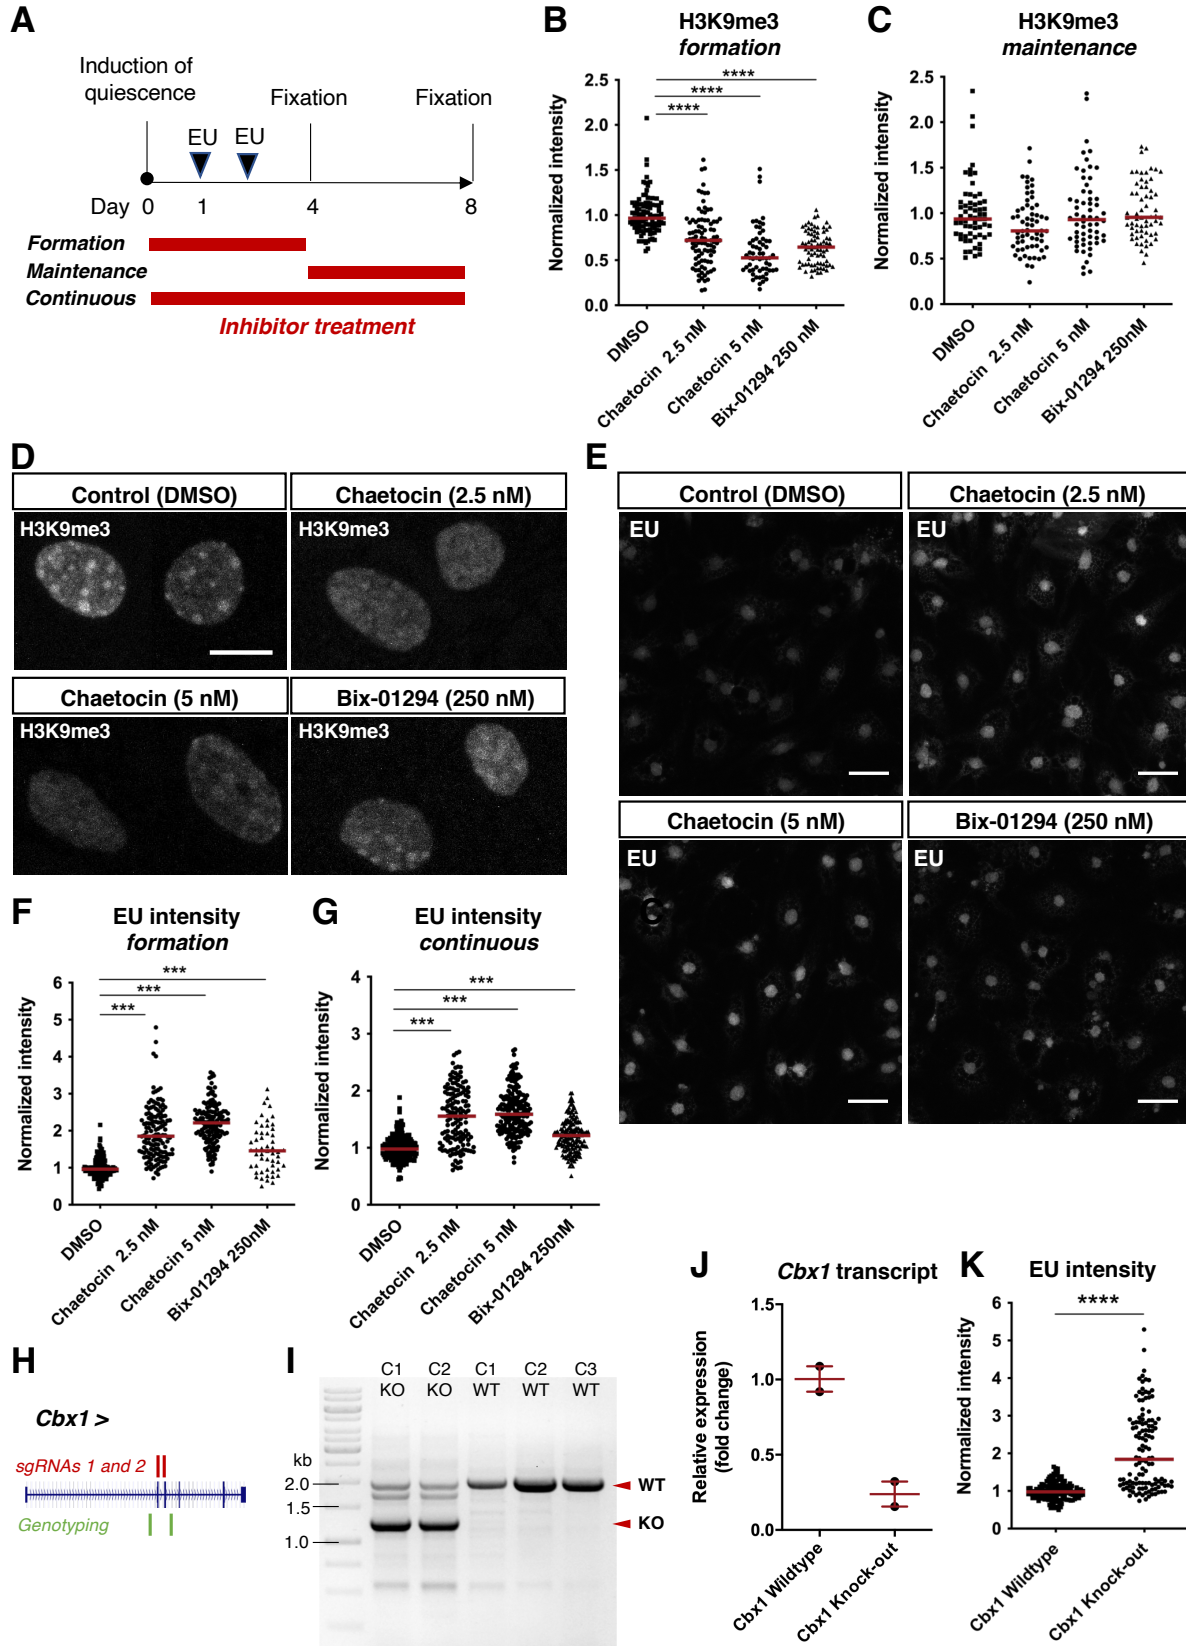 A
Induction of
quiescence
Fixation
Fixation
EU
EU
Day 0 1 4 8
Formation
Maintenance
Continuous
Inhibitor treatment
B
H3K9me3
formation
Normalized intensity
2.5
2.0
1.5
1.0
0.5
0.0
****
****
****
DMSO
Chaetocin 2.5 nM
Chaetocin 5 nM
Bix-01294 250 nM
C
H3K9me3
maintenance
Normalized intensity
2.5
2.0
1.5
1.0
0.5
0.0
DMSO
Chaetocin 2.5 nM
Chaetocin 5 nM
Bix-01294 250nM
D
Control (DMSO)
Chaetocin (2.5 nM)
H3K9me3
H3K9me3
Chaetocin (5 nM)
Bix-01294 (250 nM)
H3K9me3
H3K9me3
E
Control (DMSO)
Chaetocin (2.5 nM)
EU
EU
Chaetocin (5 nM)
Bix-01294 (250 nM)
EU
EU
G
F
EU intensity
formation
Normalized intensity
6
5
4
3
2
1
0
***
***
***
DMSO
Chaetocin 2.5 nM
Chaetocin 5 nM
Bix-01294 250nM
G
EU intensity
continuous
Normalized intensity
4
3
2
1
0
***
***
***
DMSO
Chaetocin 2.5 nM
Chaetocin 5 nM
Bix-01294 250nM
H
Cbx1 >
sgRNAs 1 and 2
Genotyping
I
C1 C2 C1 C2 C3
KO KO WT WT WT
kb
2.0
1.5
1.0
WT
KO
J
Cbx1 transcript
Relative expression
(fold change)
1.5
1.0
0.5
0.0
Cbx1 Wildtype
Cbx1 Knock-out
K
EU intensity
Normalized intensity
6
5
4
3
2
1
0
****
Cbx1 Wildtype
Cbx1 Knock-out